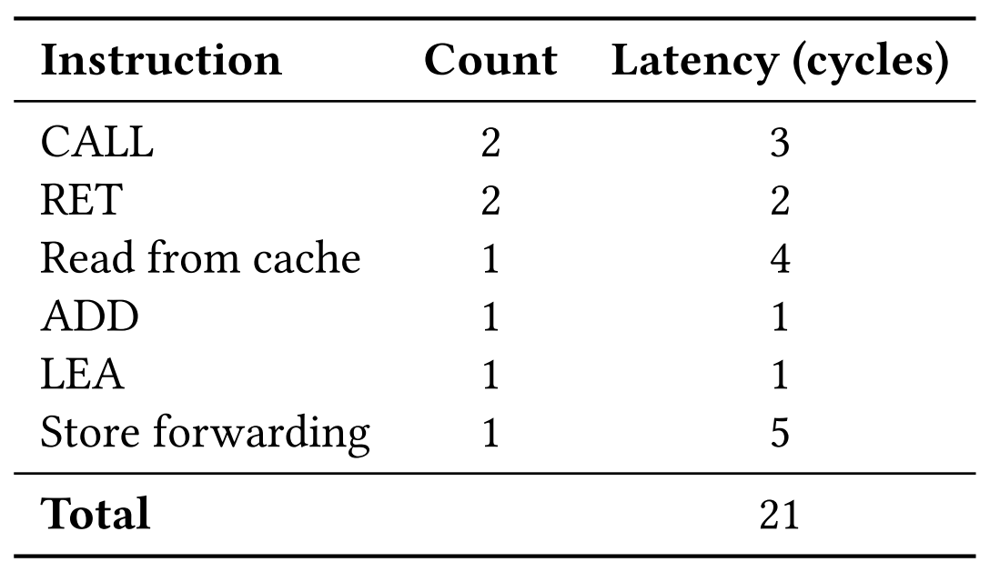 Instruction Count Latency (cycles)
CALL 2 3
RET 2 2
Read from cache 1 4
ADD 1 1
LEA 1 1
Store forwarding 1 5
Total 21